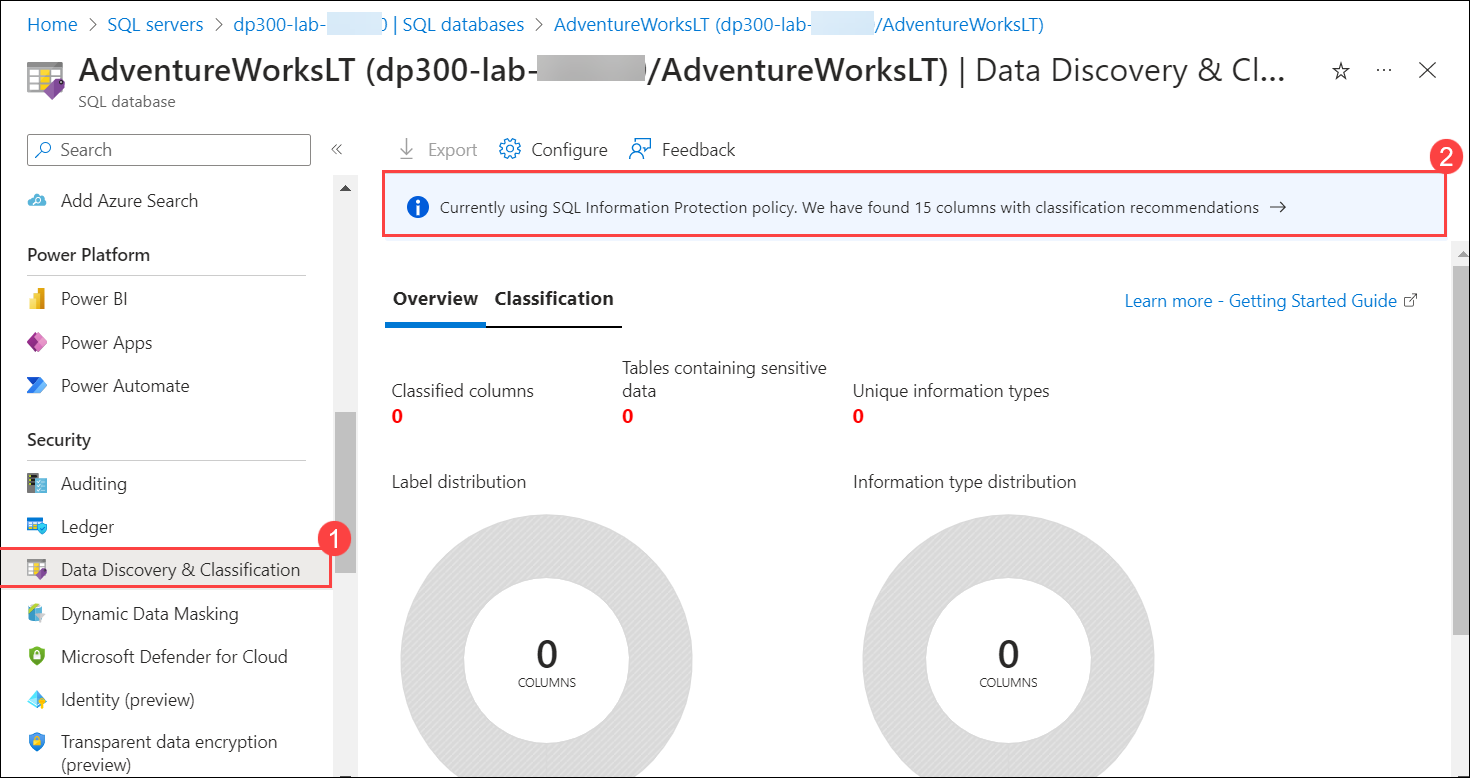 Home > SQL servers > dp300-lab-0 | SQL databases > AdventureWorksLT (dp300-lab-/AdventureWorksLT)
AdventureWorksLT (dp300-lab-/AdventureWorksLT) | Data Discovery & Cl...
SQL database
Search
Export Configure Feedback
2
Currently using SQL Information Protection policy. We have found 15 columns with classification recommendations →
Add Azure Search
Power Platform
Power BI
Power Apps
Power Automate
Security
Auditing
Ledger
1
Data Discovery & Classification
Dynamic Data Masking
Microsoft Defender for Cloud
Identity (preview)
Transparent data encryption
(preview)
Overview Classification
Learn more - Getting Started Guide
Classified columns
0
Tables containing sensitive
data
0
Unique information types
0
Label distribution
0
COLUMNS
Information type distribution
0
COLUMNS